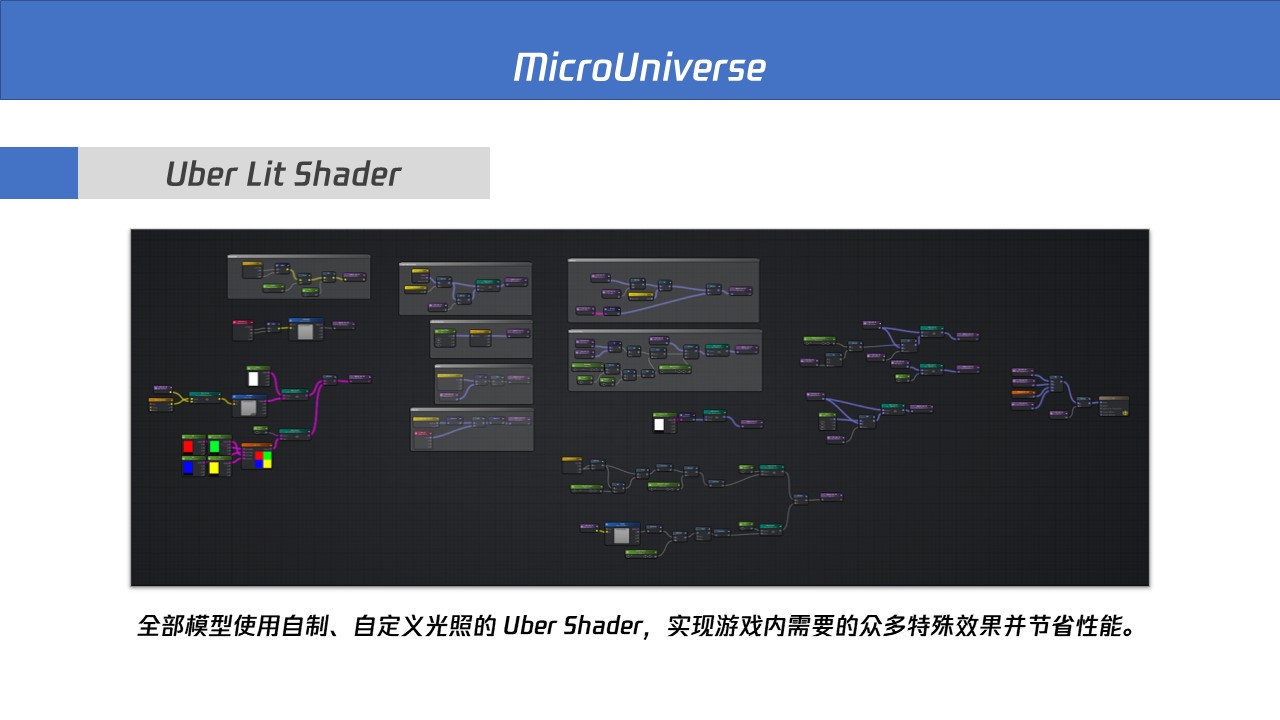 MicroUniverse
Uber Lit Shader
全部模型使用自制、自定义光照的 Uber Shader，实现游戏内需要的众多特殊效果并节省性能。